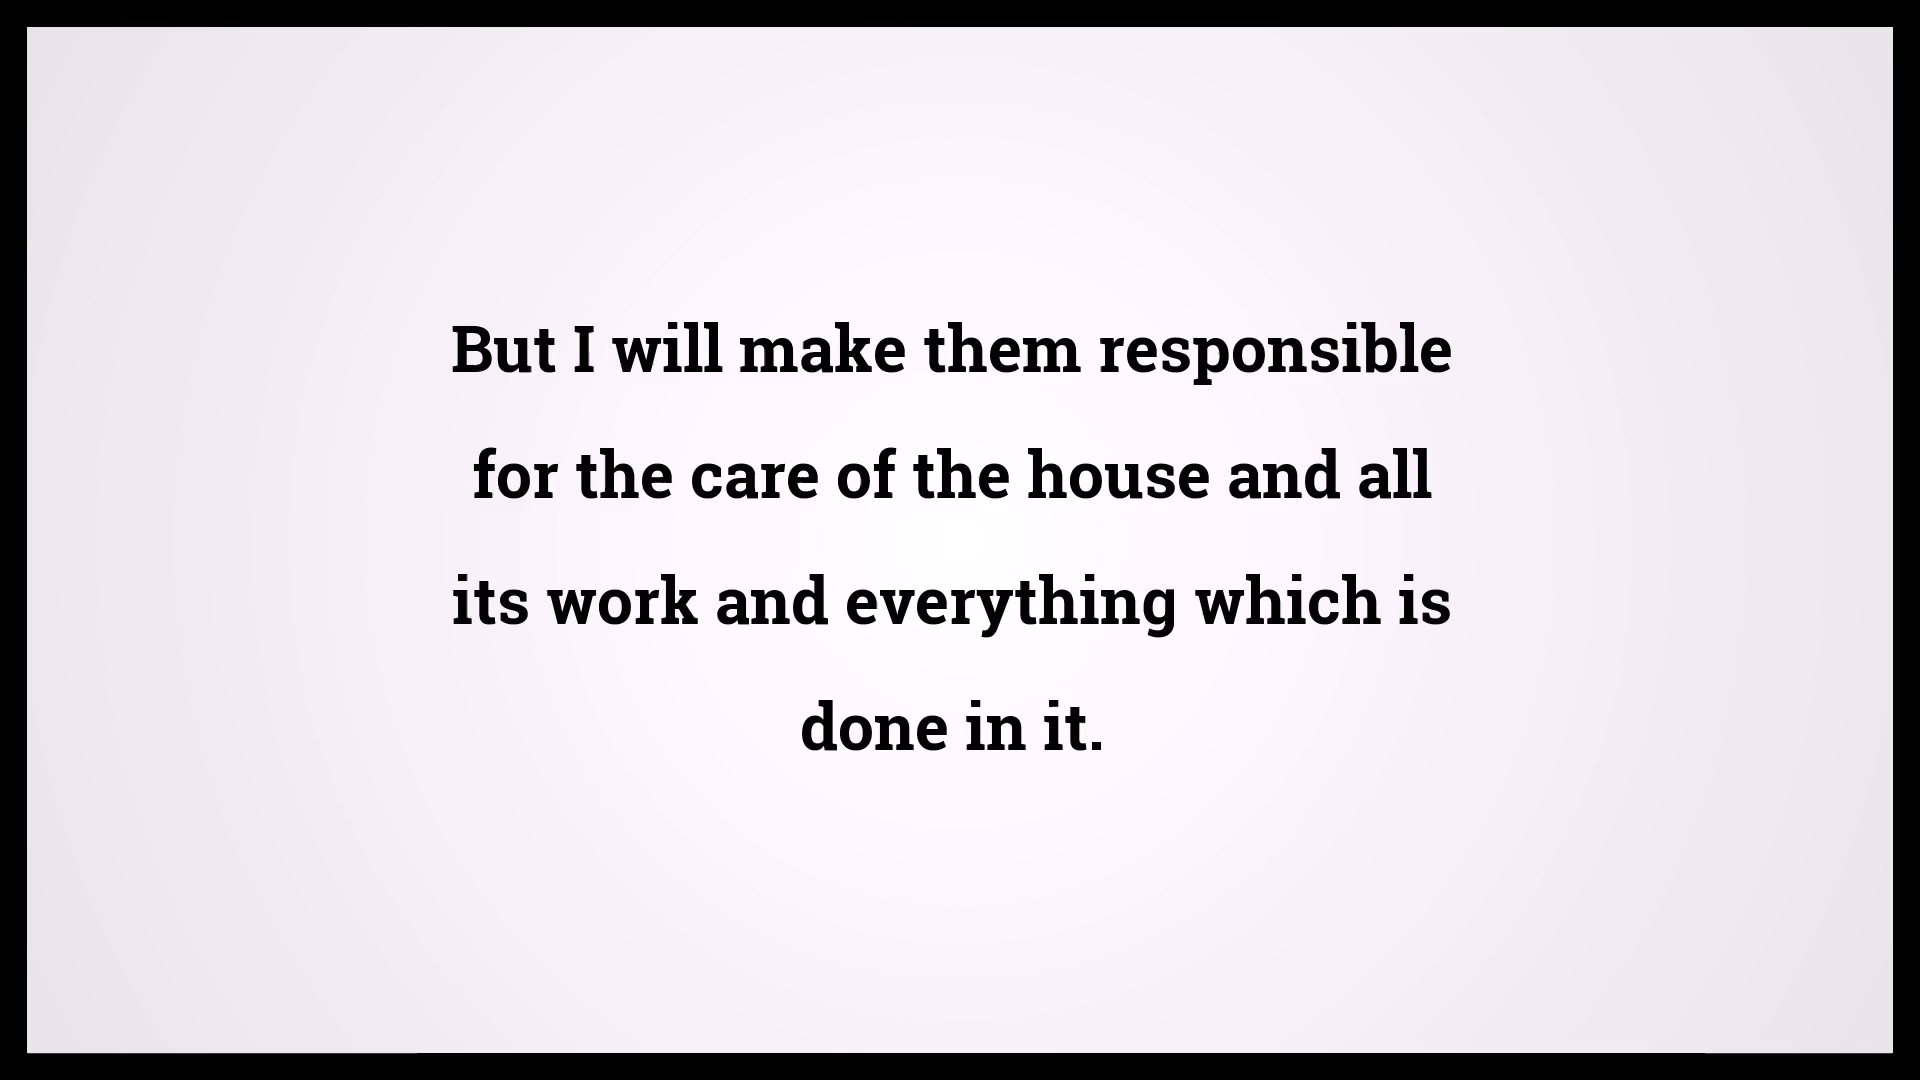 But I will make them responsible
for the care of the house and all
its work and everything which is
done in it.